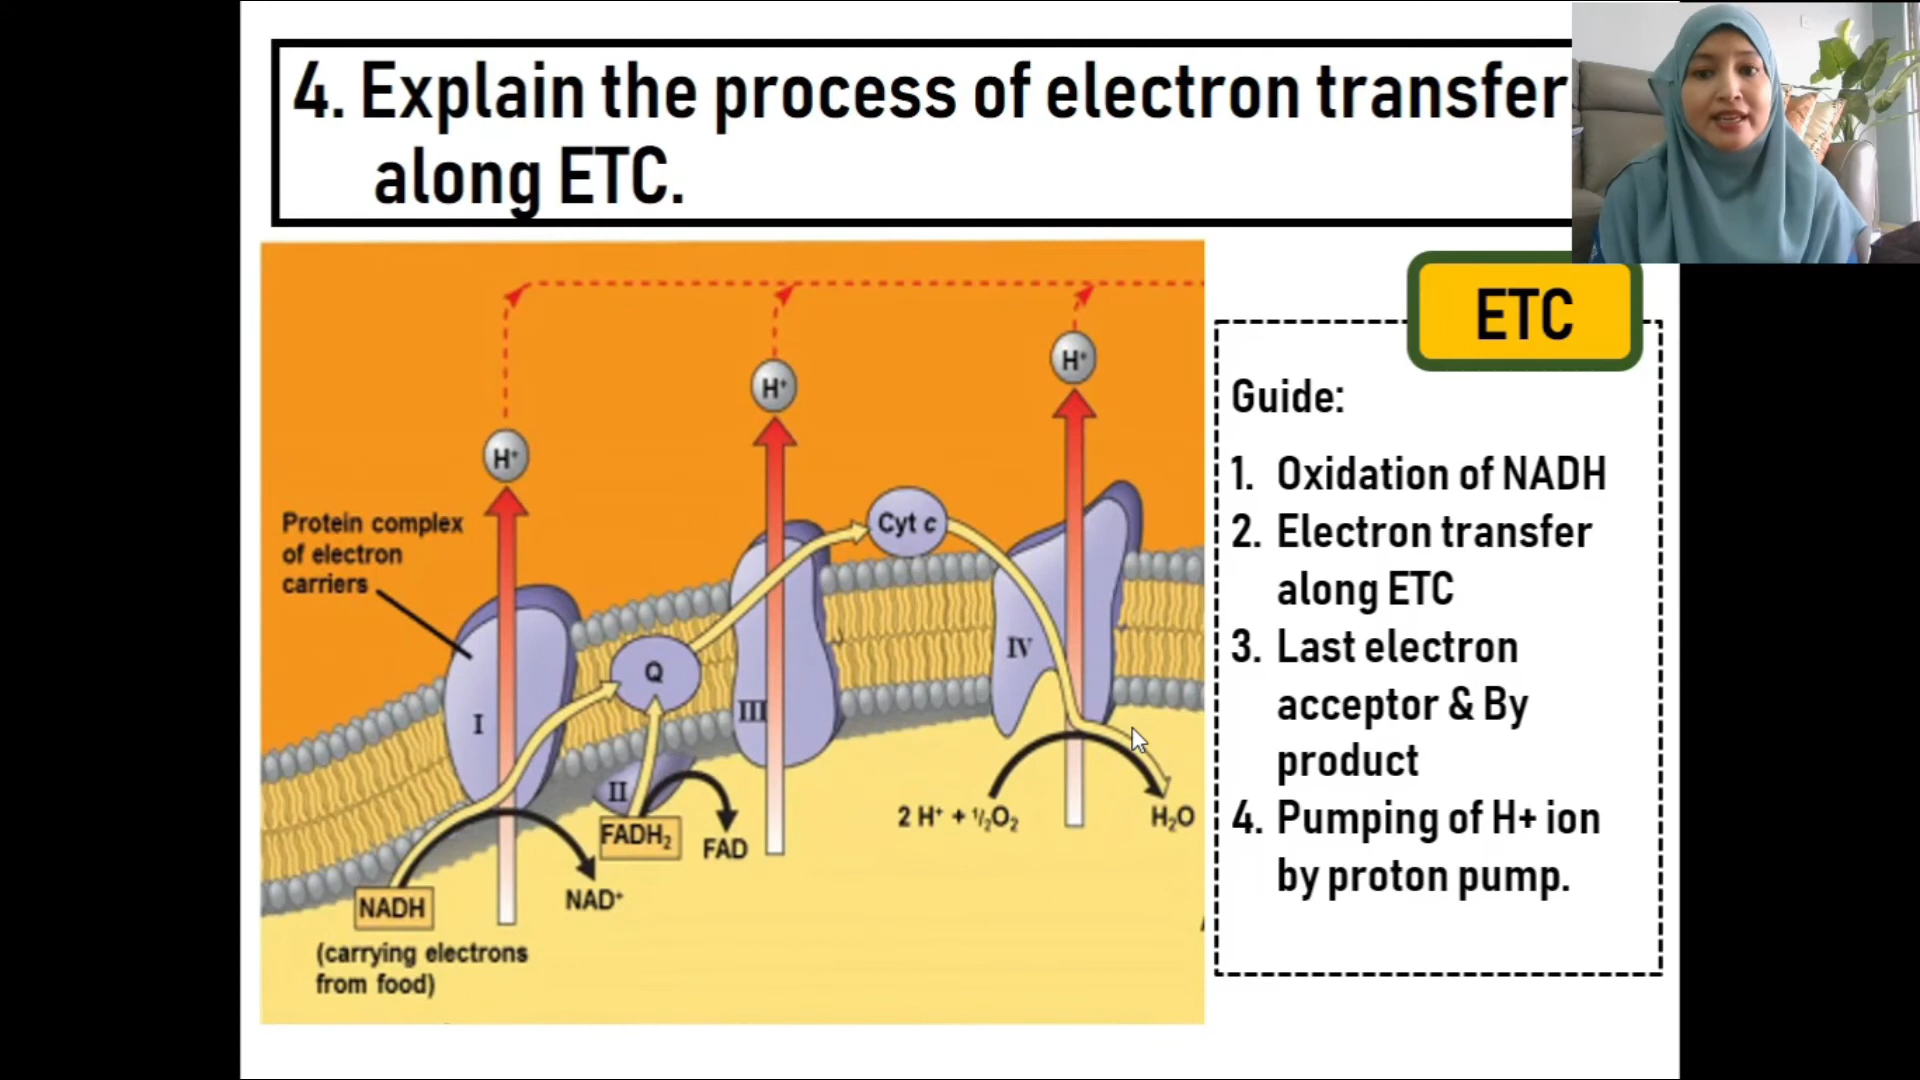 4. Explain the process of electron transfer
along ETC.
ETC
Guide:
1. Oxidation of NADH
2. Electron transfer
along ETC
3. Last electron
acceptor & By
product
4. Pumping of H+ ion
by proton pump.
H⁺
H⁺
H⁺
Protein complex
of electron
carriers
Cyt c
Q
I
II
III
IV
FADH₂
FAD
NADH
NAD⁺
(carrying electrons
from food)
2 H⁺ + ¹/₂O₂
H₂O